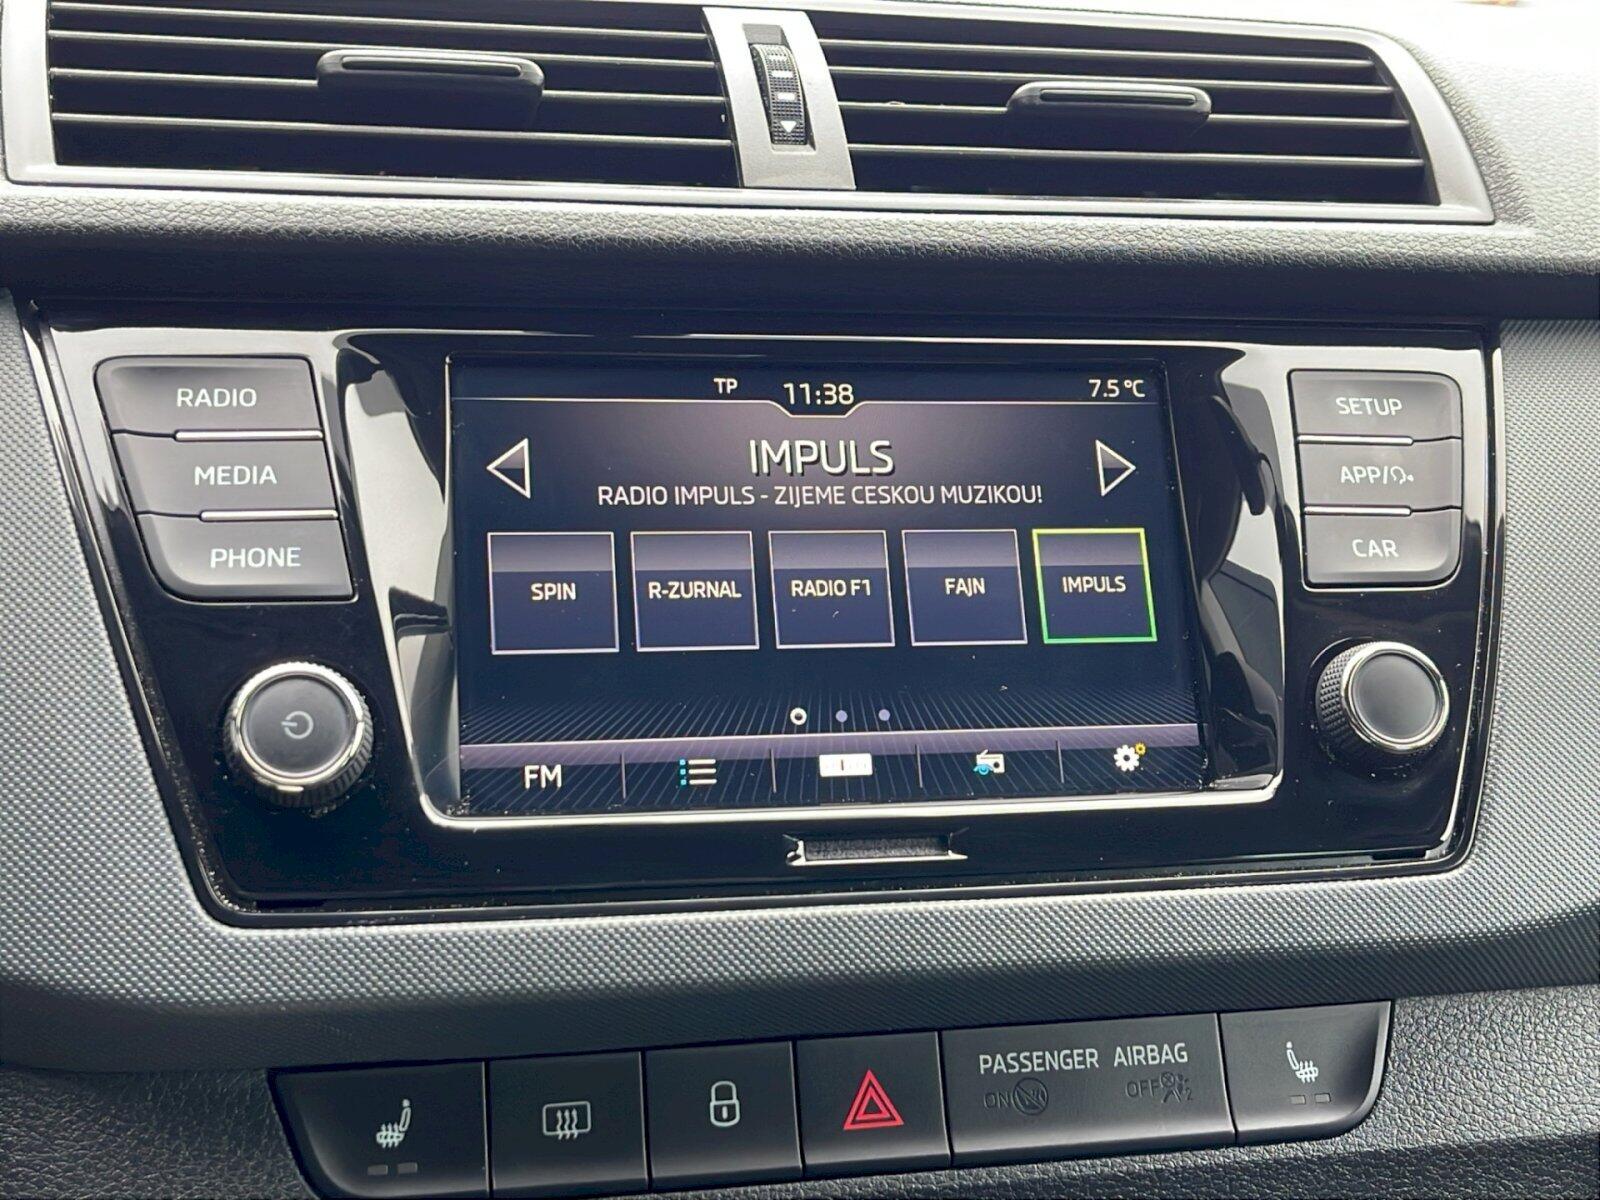 RADIO
MEDIA
PHONE
TP 11:38 7.5°C
IMPULS
RADIO IMPULS - ZIJEME CESKOU MUZIKOU!
SPIN R-ZURNAL RADIO F1 FAJN IMPULS
FM
SETUP
APP/
CAR
PASSENGER AIRBAG
ON OFF
2